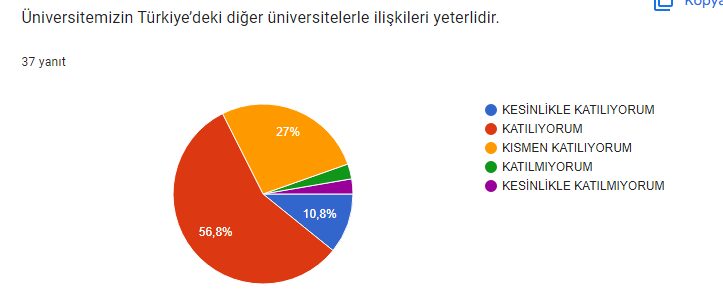 Üniversitemizin Türkiye’deki diğer üniversitelerle ilişkileri yeterlidir.
37 yanıt
KESİNLİKLE KATILIYORUM
KATILIYORUM
KISMEN KATILIYORUM
KATILMIYORUM
KESİNLİKLE KATILMIYORUM
27%
10,8%
56,8%